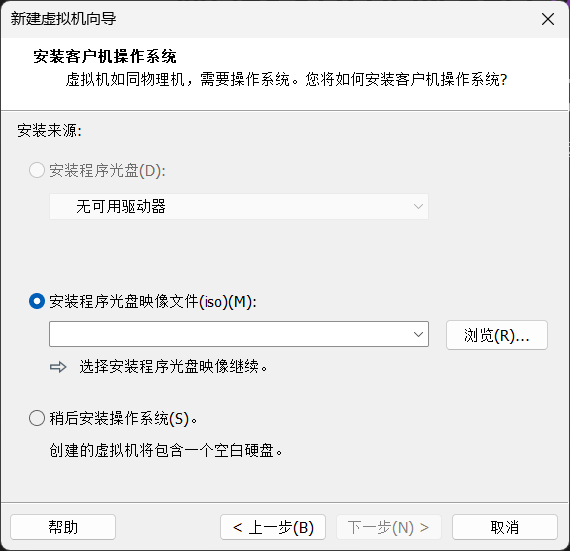 新建虚拟机向导
安装客户机操作系统
虚拟机如同物理机，需要操作系统。您将如何安装客户机操作系统?
安装来源:
安装程序光盘(D):
无可用驱动器
安装程序光盘映像文件(iso)(M):
浏览(R)...
选择安装程序光盘映像继续。
稍后安装操作系统(S)。
创建的虚拟机将包含一个空白硬盘。
帮助
< 上一步(B)
下一步(N) >
取消